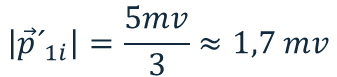 |p⃗′₁ᵢ| = 5mv/3 ≈ 1,7 mv